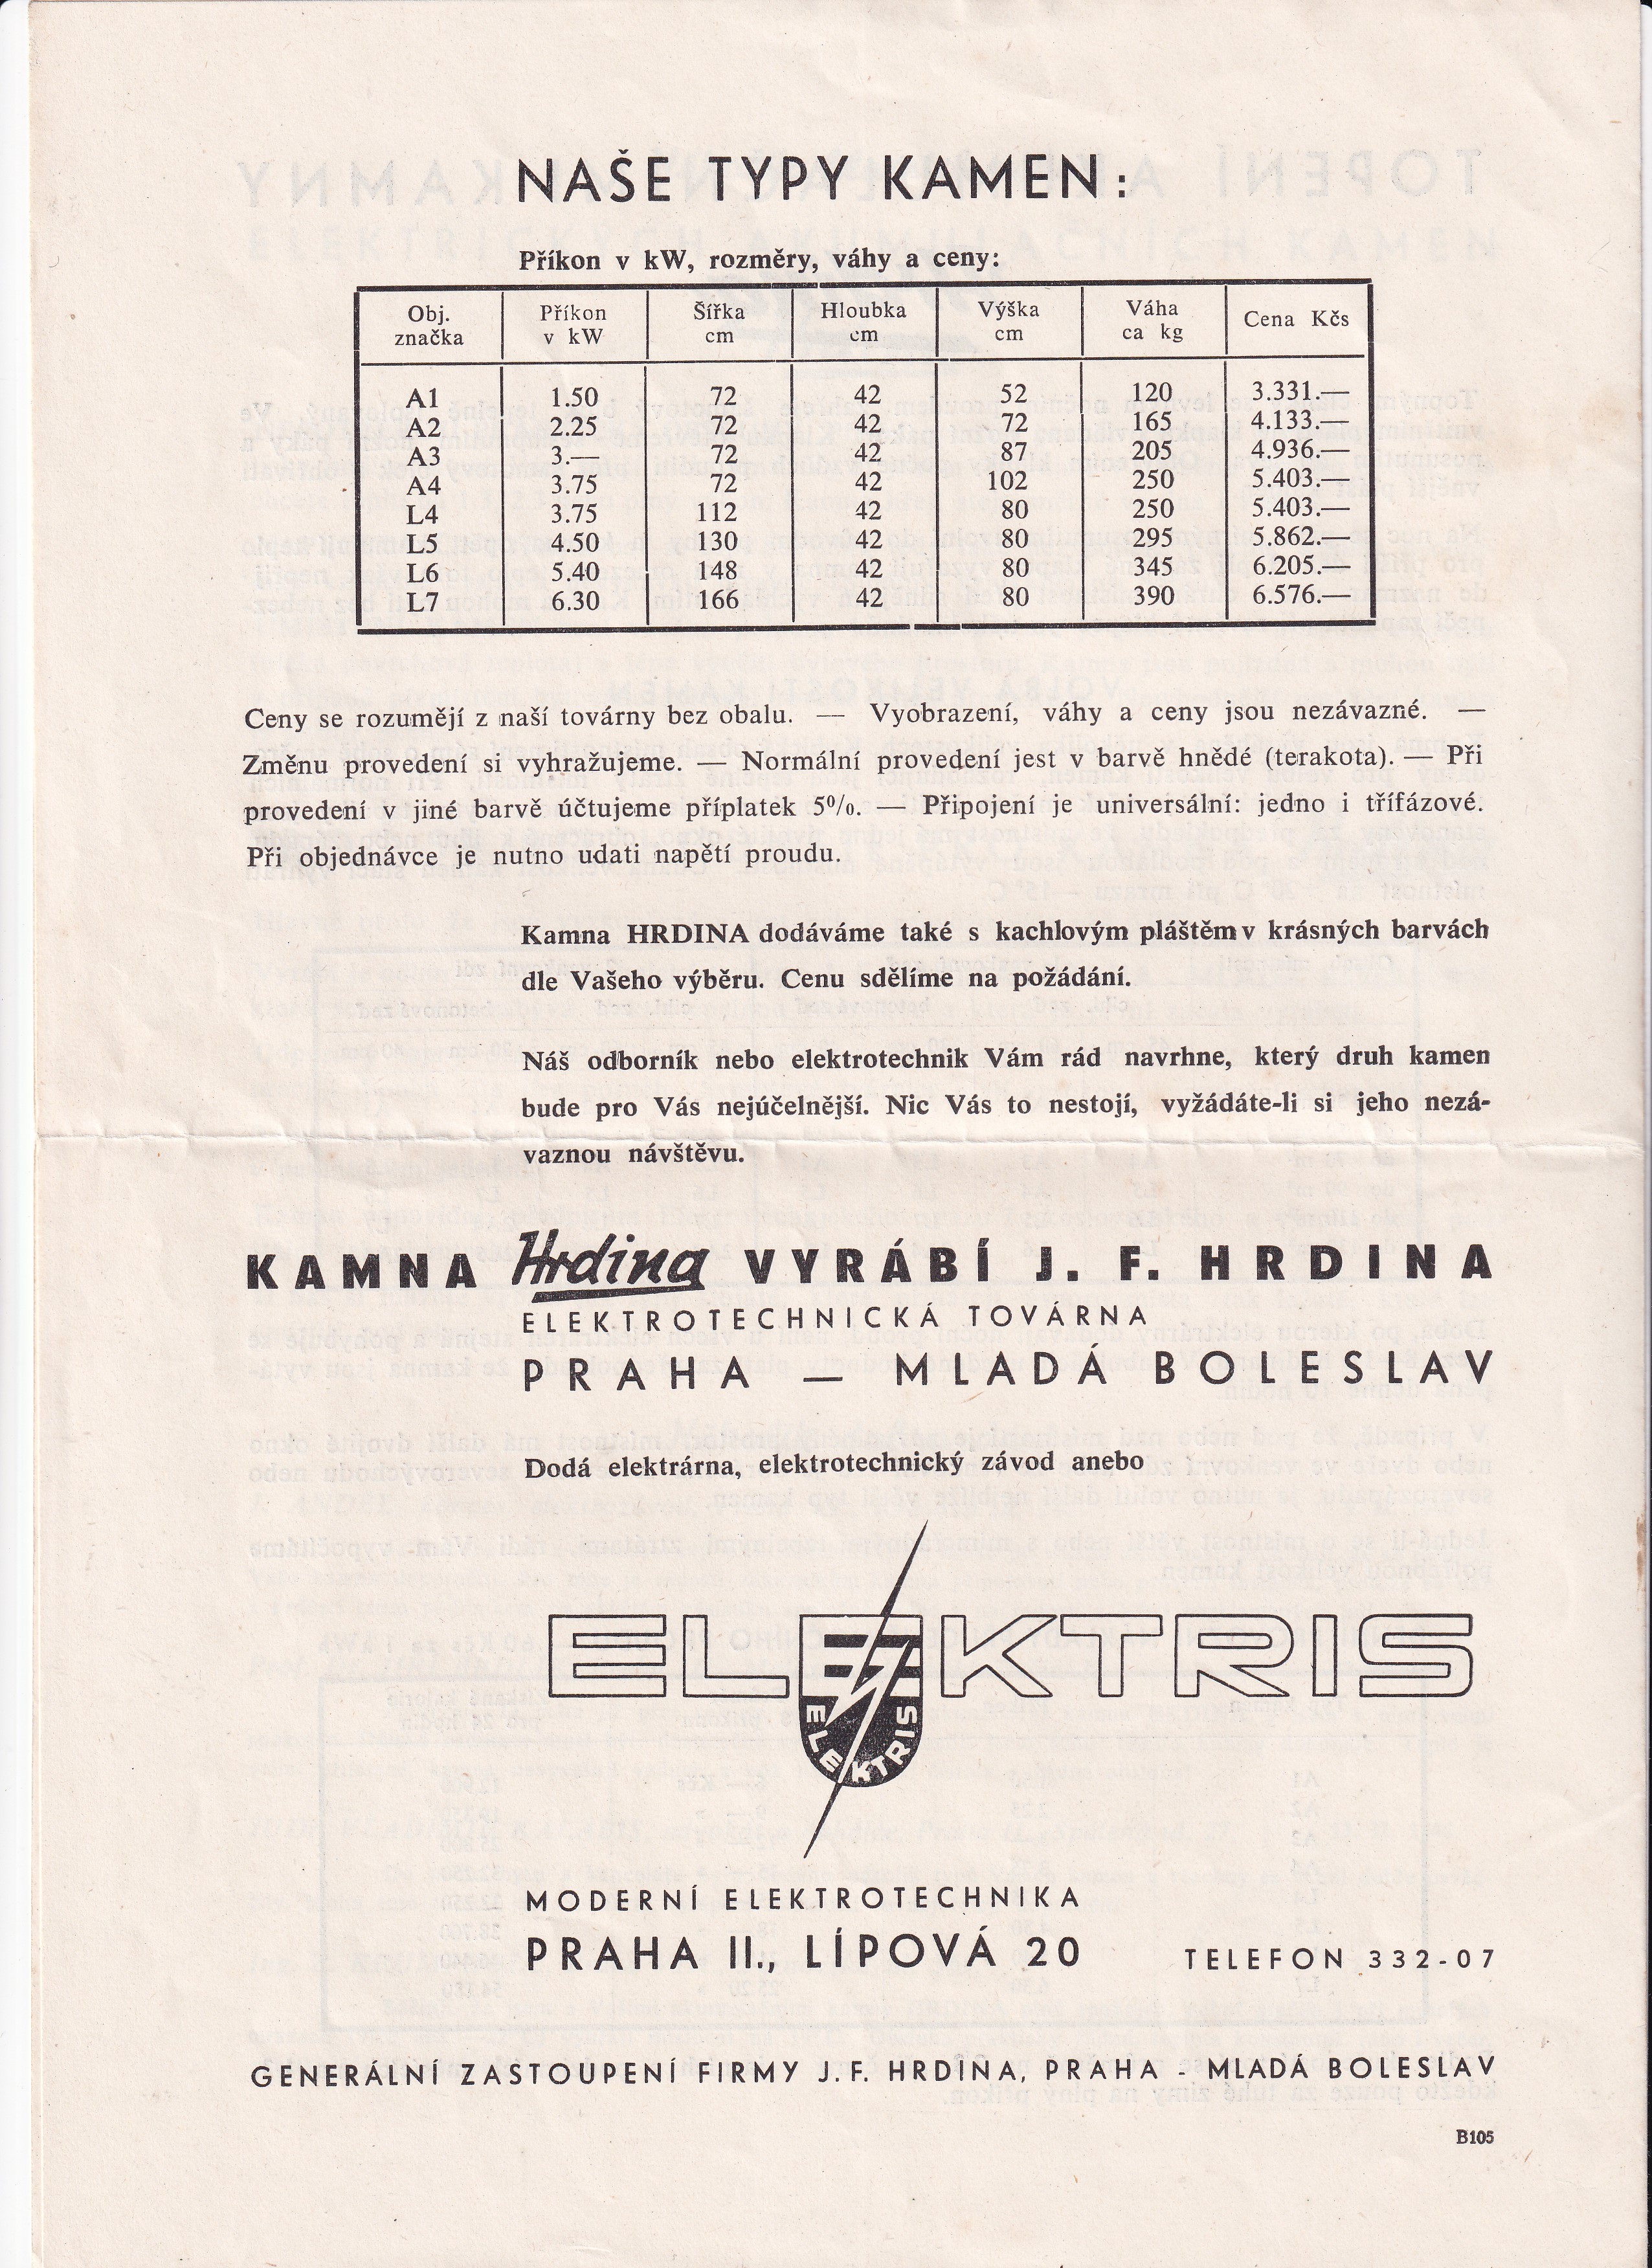 NAŠE TYPY KAMEN:
Příkon v kW, rozměry, váhy a ceny:
Obj. značka | Příkon v kW | Šířka cm | Hloubka cm | Výška cm | Váha ca kg | Cena Kčs
A1 1.50 72 42 52 120 3.331.—
A2 2.25 72 42 72 165 4.133.—
A3 3.— 72 42 87 205 4.936.—
A4 3.75 72 42 102 250 5.403.—
L4 3.75 112 42 80 250 5.403.—
L5 4.50 130 42 80 295 5.862.—
L6 5.40 148 42 80 345 6.205.—
L7 6.30 166 42 80 390 6.576.—
Ceny se rozumějí z naší továrny bez obalu. — Vyobrazení, váhy a ceny jsou nezávazné. —
Změnu provedení si vyhražujeme. — Normální provedení jest v barvě hnědé (terakota). — Při
provedení v jiné barvě účtujeme příplatek 5%. — Připojení je universální: jedno i třífázové.
Při objednávce je nutno udati napětí proudu.
Kamna HRDINA dodáváme také s kachlovým pláštěm v krásných barvách
dle Vašeho výběru. Cenu sdělíme na požádání.
Náš odborník nebo elektrotechnik Vám rád navrhne, který druh kamen
bude pro Vás nejúčelnější. Nic Vás to nestojí, vyžádáte-li si jeho nezá-
vaznou návštěvu.
KAMNA Hrdina VYRÁBÍ J. F. HRDINA
ELEKTROTECHNICKÁ TOVÁRNA
PRAHA — MLADÁ BOLESLAV
Dodá elektrárna, elektrotechnický závod anebo
ELEKTRIS
ELEKTRIS
MODERNÍ ELEKTROTECHNIKA
PRAHA II., LÍPOVÁ 20 TELEFON 332-07
GENERÁLNÍ ZASTOUPENÍ FIRMY J. F. HRDINA, PRAHA - MLADÁ BOLESLAV
B105